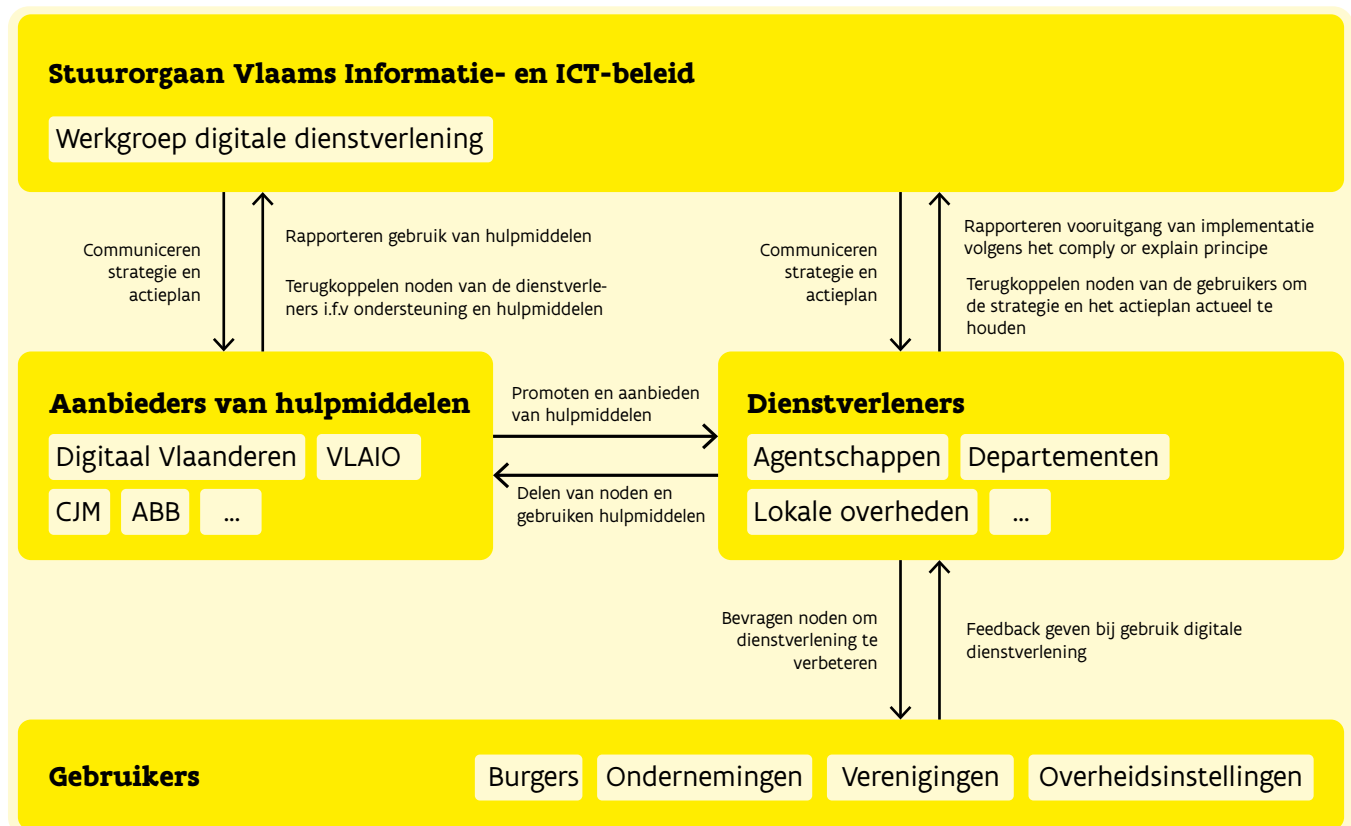 Stuurorgaan Vlaams Informatie- en ICT-beleid
Werkgroep digitale dienstverlening
Communiceren
strategie en
actieplan
Rapporteren gebruik van hulpmiddelen
Terugkoppelen noden van de dienstverle-
ners i.f.v ondersteuning en hulpmiddelen
Communiceren
strategie en
actieplan
Rapporteren vooruitgang van implementatie
volgens het comply or explain principe
Terugkoppelen noden van de gebruikers om
de strategie en het actieplan actueel te
houden
Aanbieders van hulpmiddelen
Digitaal Vlaanderen VLAIO
CJM ABB ...
Promoten en aanbieden
van hulpmiddelen
Delen van noden en
gebruiken hulpmiddelen
Dienstverleners
Agentschappen Departementen
Lokale overheden ...
Bevragen noden om
dienstverlening te
verbeteren
Feedback geven bij gebruik digitale
dienstverlening
Gebruikers Burgers Ondernemingen Verenigingen Overheidsinstellingen